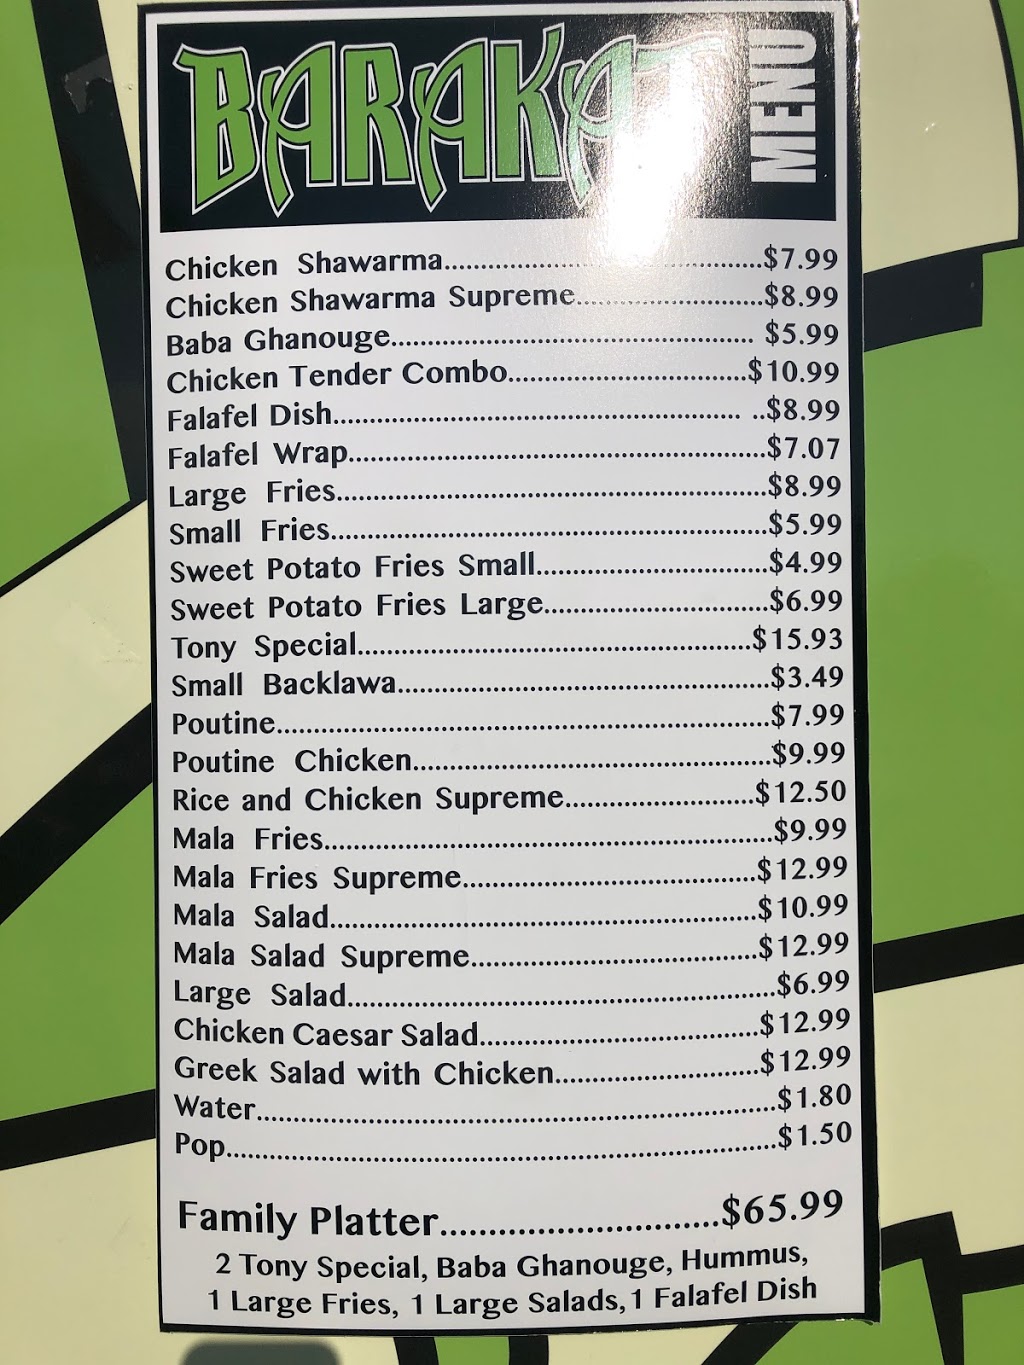 BARAKAT
MENU
Chicken Shawarma..........$7.99
Chicken Shawarma Supreme..........$8.99
Baba Ghanouge.......... $5.99
Chicken Tender Combo..........$10.99
Falafel Dish.......... ..$8.99
Falafel Wrap..........$7.07
Large Fries..........$8.99
Small Fries..........$5.99
Sweet Potato Fries Small..........$4.99
Sweet Potato Fries Large..........$6.99
Tony Special..........$15.93
Small Backlawa..........$3.49
Poutine..........$7.99
Poutine Chicken..........$9.99
Rice and Chicken Supreme..........$12.50
Mala Fries..........$9.99
Mala Fries Supreme..........$12.99
Mala Salad..........$10.99
Mala Salad Supreme..........$12.99
Large Salad..........$6.99
Chicken Caesar Salad..........$12.99
Greek Salad with Chicken..........$12.99
Water..........$1.80
Pop..........$1.50
Family Platter..........$65.99
2 Tony Special, Baba Ghanouge, Hummus,
1 Large Fries, 1 Large Salads, 1 Falafel Dish